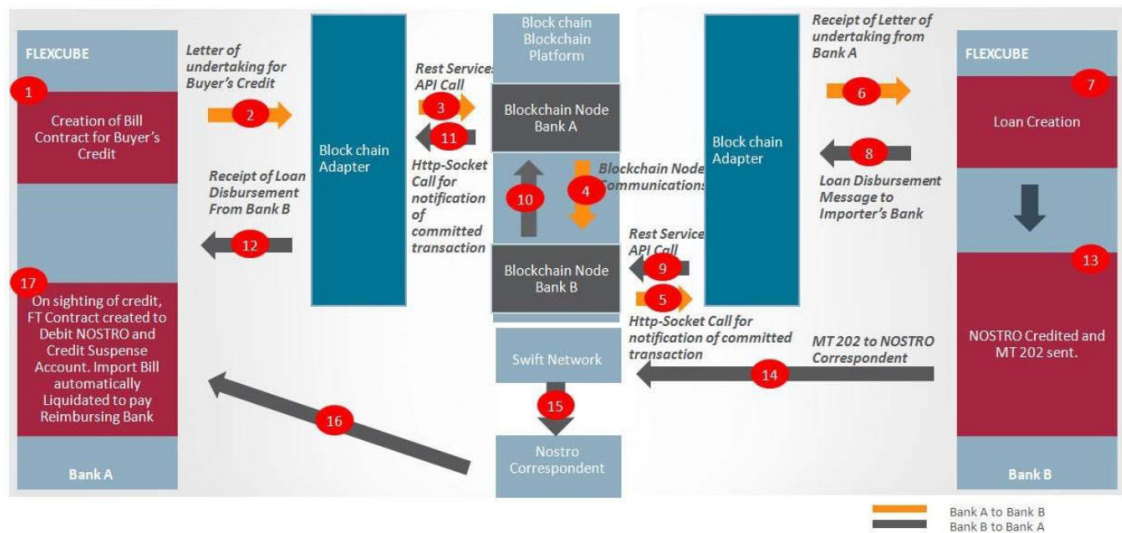 FLEXCUBE
1
Creation of Bill
Contract for Buyer's
Credit
17
On sighting of credit,
FT Contract created to
Debit NOSTRO and
Credit Suspense
Account. Import Bill
automatically
Liquidated to pay
Reimbursing Bank
Bank A
Letter of
undertaking for
Buyer's Credit
2
Receipt of Loan
Disbursement
From Bank B
12
Block chain
Adapter
Rest Services
API Call
3
11
Http-Socket
Call for
notification of
committed
transaction
Block chain
Blockchain
Platform
Blockchain Node
Bank A
10
4
Blockchain Node
Communications
Blockchain Node
Bank B
Rest Services
API Call
9
5
Http-Socket Call for
notification of committed
transaction
Swift Network
15
Nostro
Correspondent
16
Block chain
Adapter
Receipt of Letter of
undertaking from
Bank A
6
8
Loan Disbursement
Message to
Importer's Bank
MT 202 to NOSTRO
Correspondent
14
FLEXCUBE
7
Loan Creation
13
NOSTRO Credited and
MT 202 sent.
Bank B
Bank A to Bank B
Bank B to Bank A